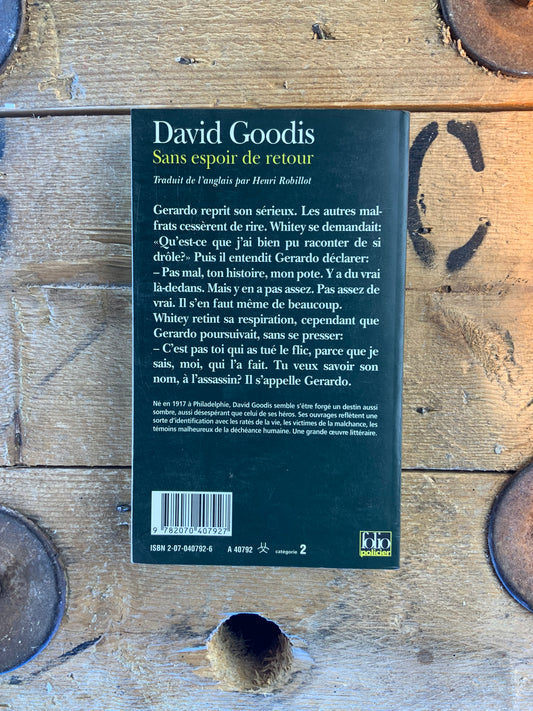 David Goodis
Sans espoir de retour
Traduit de l'anglais par Henri Robillot
Gerardo reprit son sérieux. Les autres mal-
frats cessèrent de rire. Whitey se demandait:
«Qu'est-ce que j'ai bien pu raconter de si
drôle?» Puis il entendit Gerardo déclarer:
– Pas mal, ton histoire, mon pote. Y a du vrai
là-dedans. Mais y en a pas assez. Pas assez de
vrai. Il s'en faut même de beaucoup.
Whitey retint sa respiration, cependant que
Gerardo poursuivait, sans se presser:
– C'est pas toi qui as tué le flic, parce que je
sais, moi, qui l'a fait. Tu veux savoir son
nom, à l'assassin? Il s'appelle Gerardo.
Né en 1917 à Philadelphie, David Goodis semble s'être forgé un destin aussi
sombre, aussi désespérant que celui de ses héros. Ses ouvrages reflètent une
sorte d'identification avec les ratés de la vie, les victimes de la malchance, les
témoins malheureux de la déchéance humaine. Une grande œuvre littéraire.
9 782070 407927
ISBN 2-07-040792-6 A 40792 catégorie 2
folio
policier
C